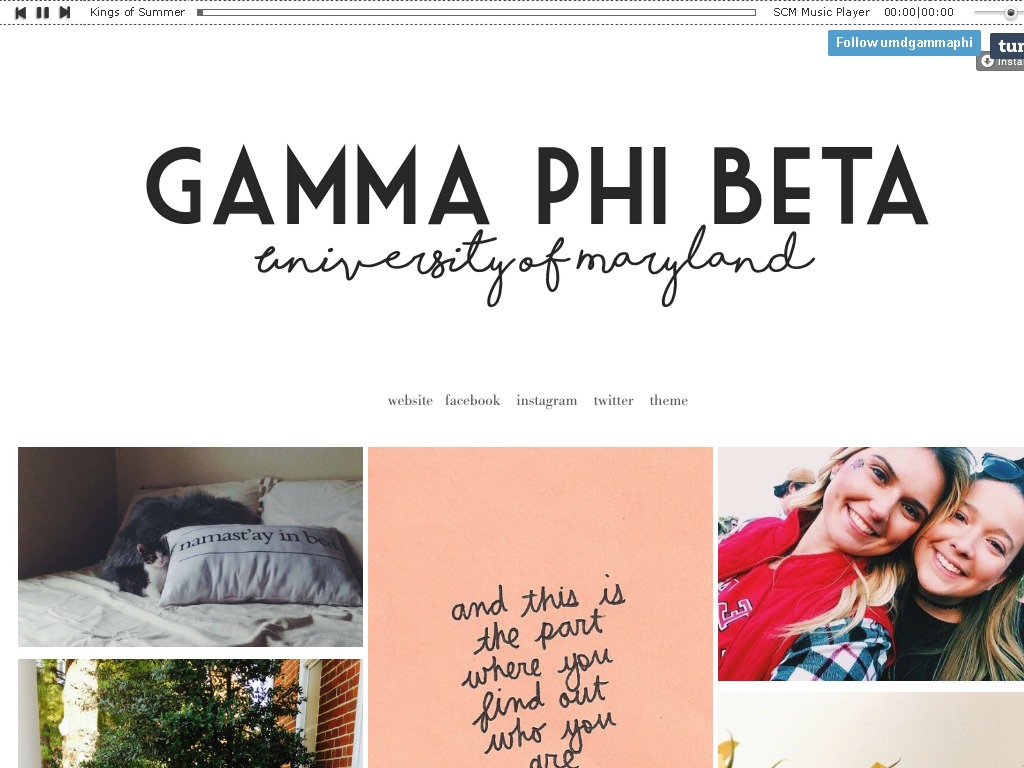 Kings of Summer SCM Music Player 00:00|00:00
Follow umdgammaphi
GAMMA PHI BETA
university of maryland
website facebook instagram twitter theme
namast'ay in bed
and this is
the part
where you
find out
who you
are